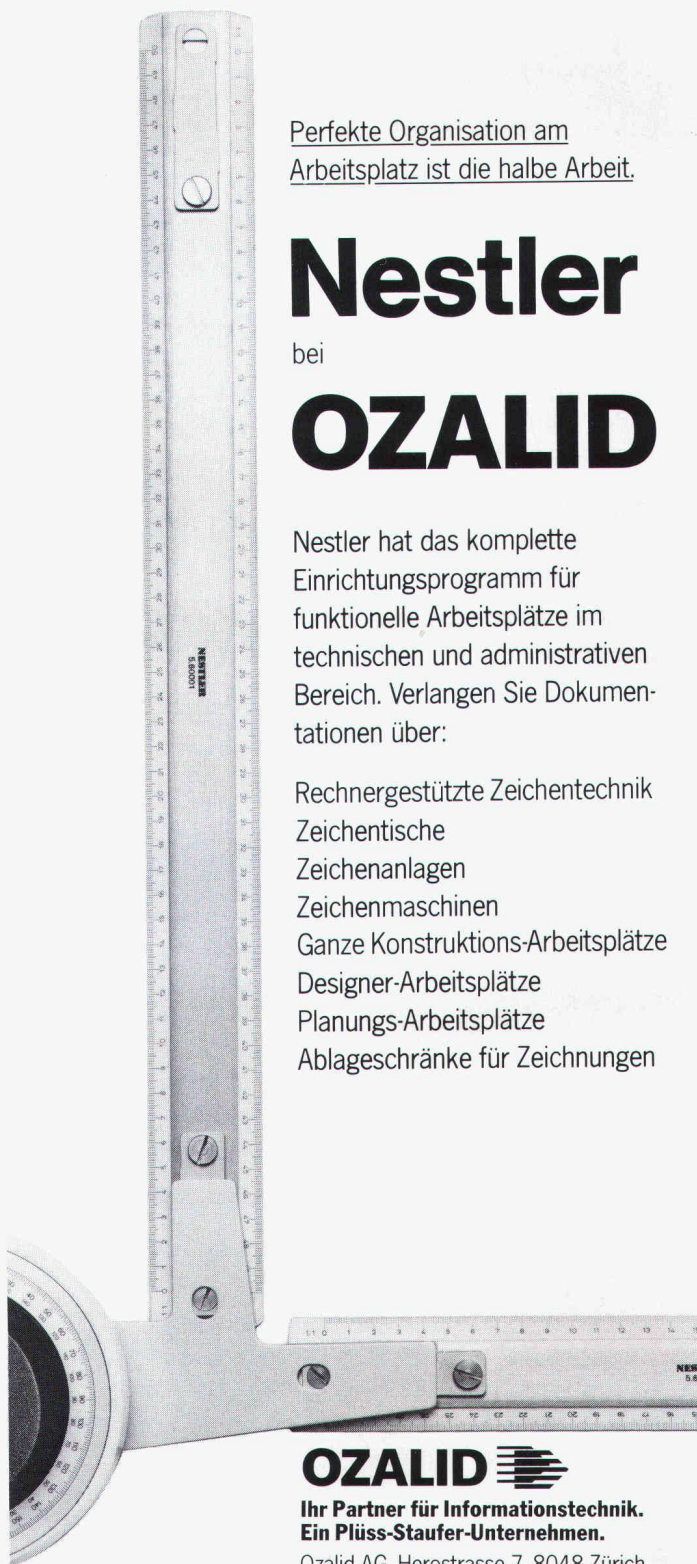 Perfekte Organisation am
Arbeitsplatz ist die halbe Arbeit.
Nestler
bei
OZALID
Nestler hat das komplette
Einrichtungsprogramm für
funktionelle Arbeitsplätze im
technischen und administrativen
Bereich. Verlangen Sie Dokumen-
tationen über:
Rechnergestützte Zeichentechnik
Zeichentische
Zeichenanlagen
Zeichenmaschinen
Ganze Konstruktions-Arbeitsplätze
Designer-Arbeitsplätze
Planungs-Arbeitsplätze
Ablageschränke für Zeichnungen
NESTLER
5.60001
OZALID
Ihr Partner für Informationstechnik.
Ein Plüss-Staufer-Unternehmen.
Ozalid AG, Herostrasse 7, 8048 Zürich